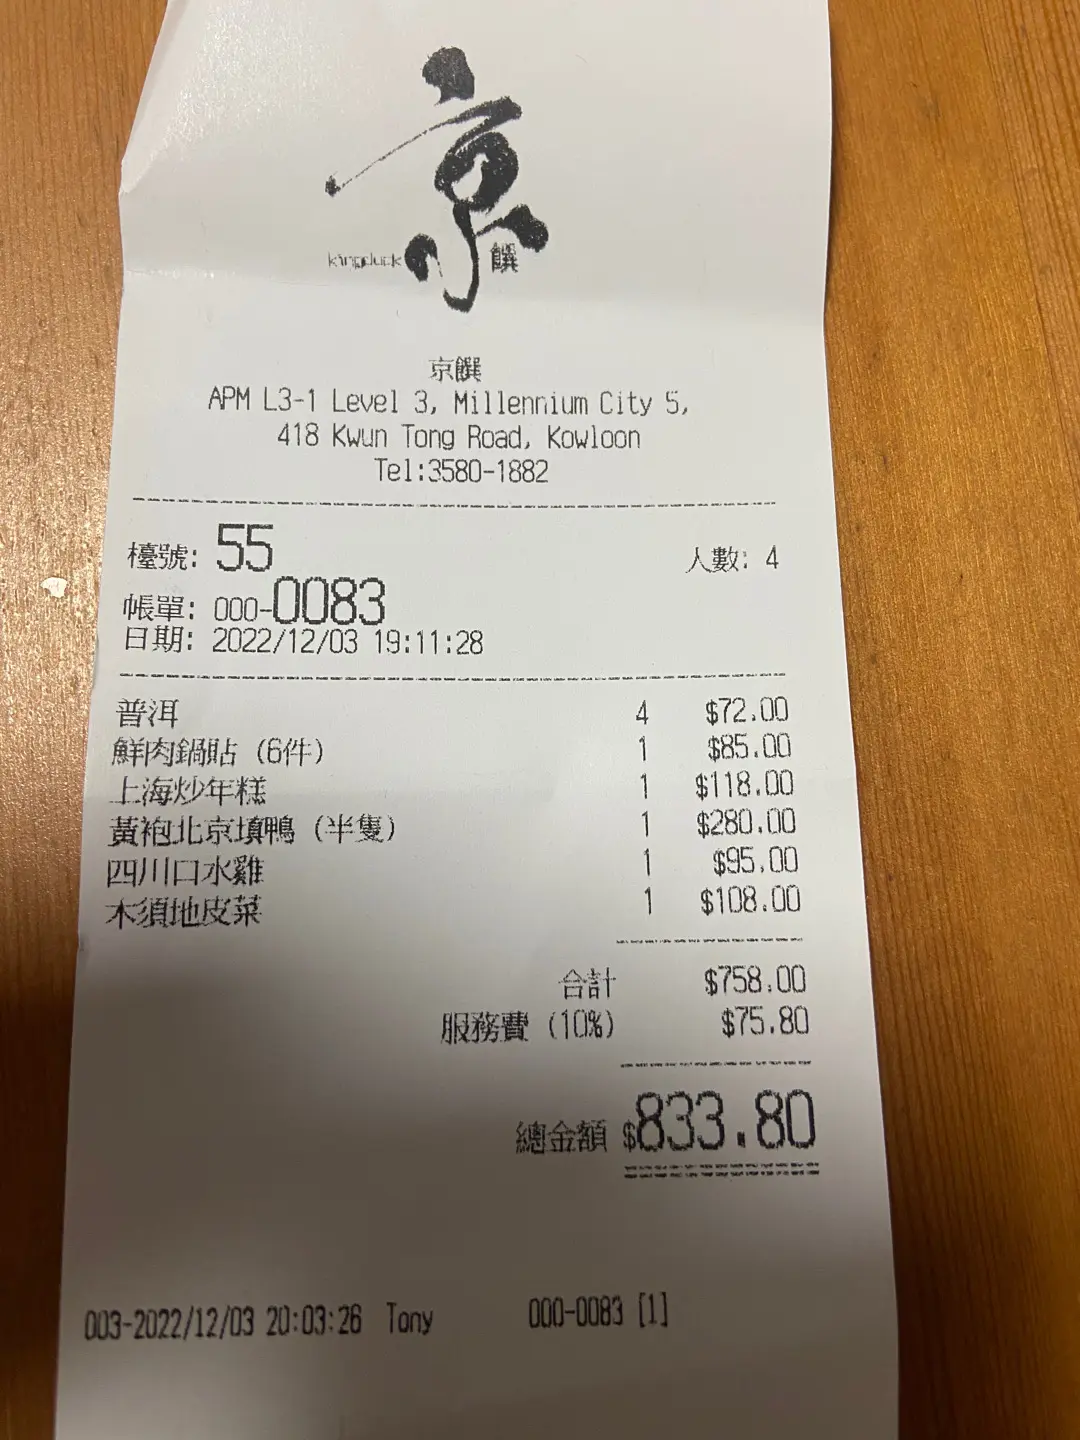 京
kingduck 饌
京饌
APM L3-1 Level 3, Millennium City 5,
418 Kwun Tong Road, Kowloon
Tel:3580-1882
檯號: 55 人數: 4
帳單: 000-0083
日期: 2022/12/03 19:11:28
普洱 4 $72.00
鮮肉鍋貼 (6件) 1 $85.00
上海炒年糕 1 $118.00
黃袍北京填鴨 (半隻) 1 $280.00
四川口水雞 1 $95.00
木須地皮菜 1 $108.00
合計 $758.00
服務費 (10%) $75.80
總金額 $833.80
003-2022/12/03 20:03:26 Tony 000-0083 [1]